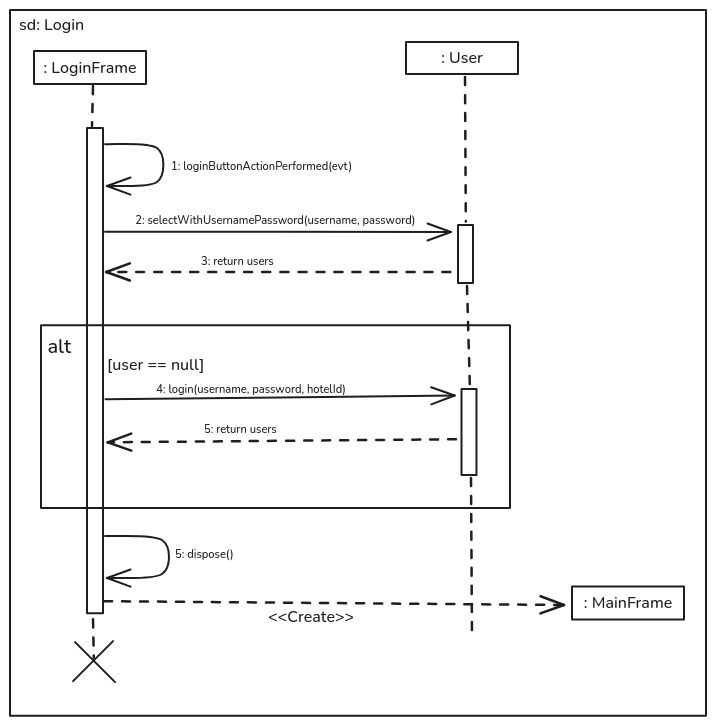 sd: Login
: LoginFrame
: User
1: loginButtonActionPerformed(evt)
2: selectWithUsernamePassword(username, password)
3: return users
alt
[user == null]
4: login(username, password, hotelId)
5: return users
5: dispose()
: MainFrame
<<Create>>